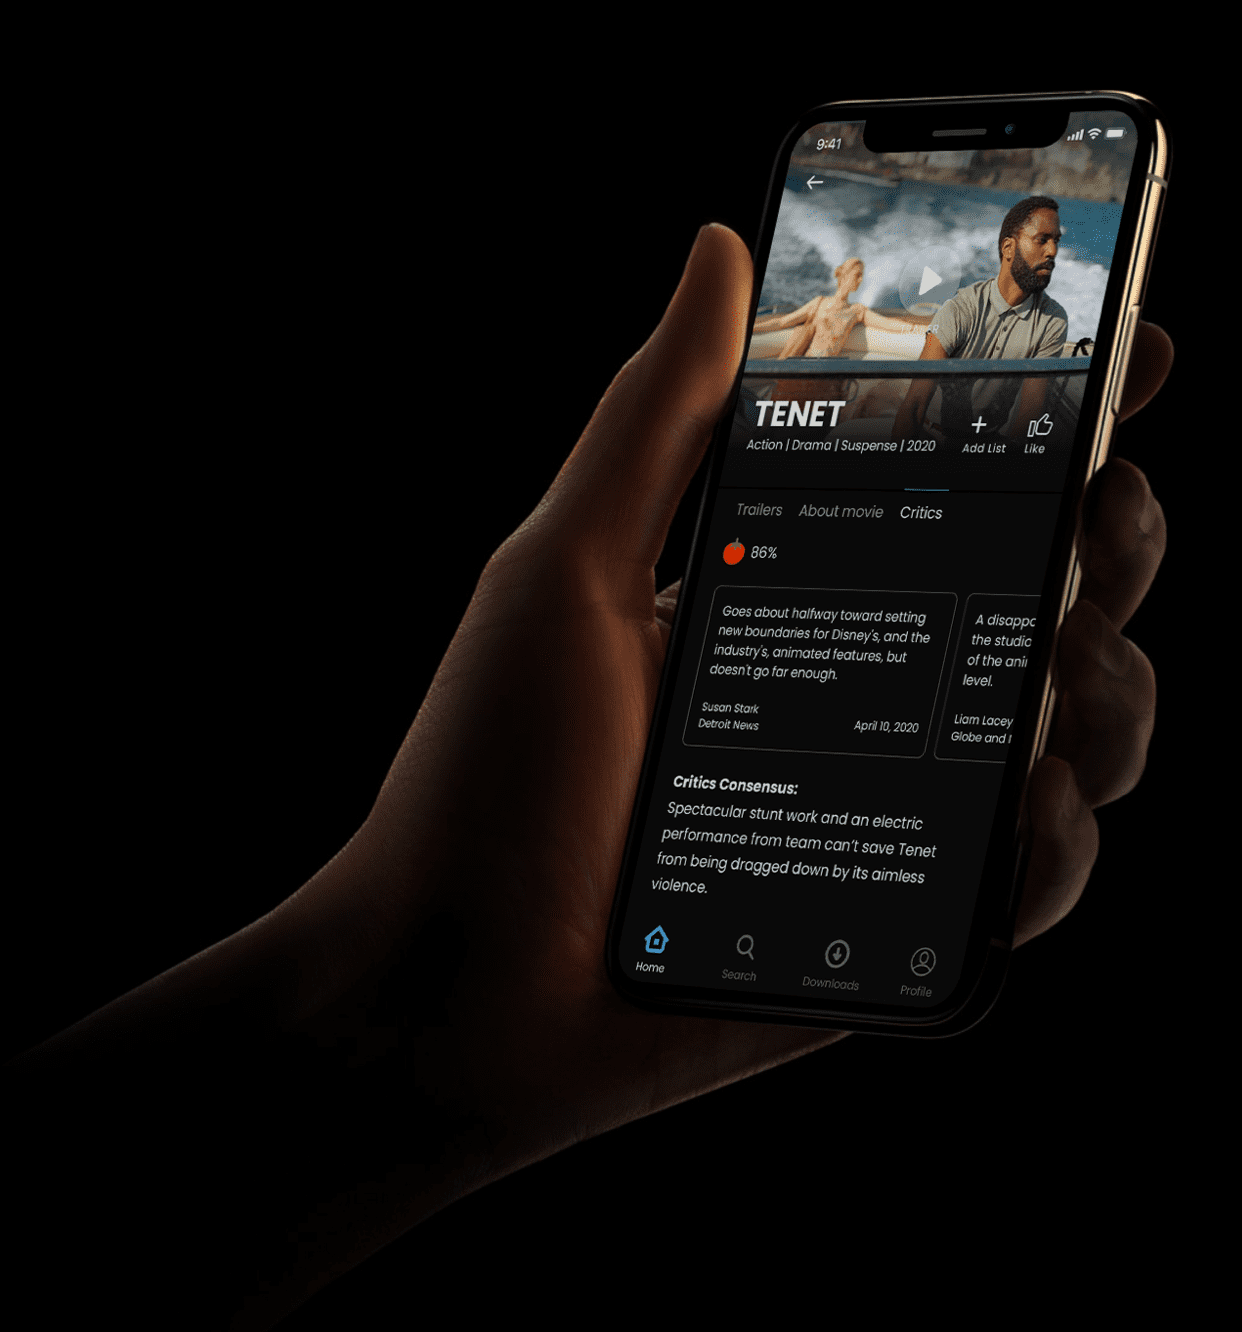 9:41
TRAILER
TENET
Action | Drama | Suspense | 2020
Add List
Like
Trailers About movie Critics
86%
Goes about halfway toward setting
new boundaries for Disney's, and the
industry's, animated features, but
doesn't go far enough.
Susan Stark
Detroit News
April 10, 2020
A disappo
the studio
of the ani
level.
Liam Lacey
Globe and
Critics Consensus:
Spectacular stunt work and an electric
performance from team can't save Tenet
from being dragged down by its aimless
violence.
Home
Search
Downloads
Profile